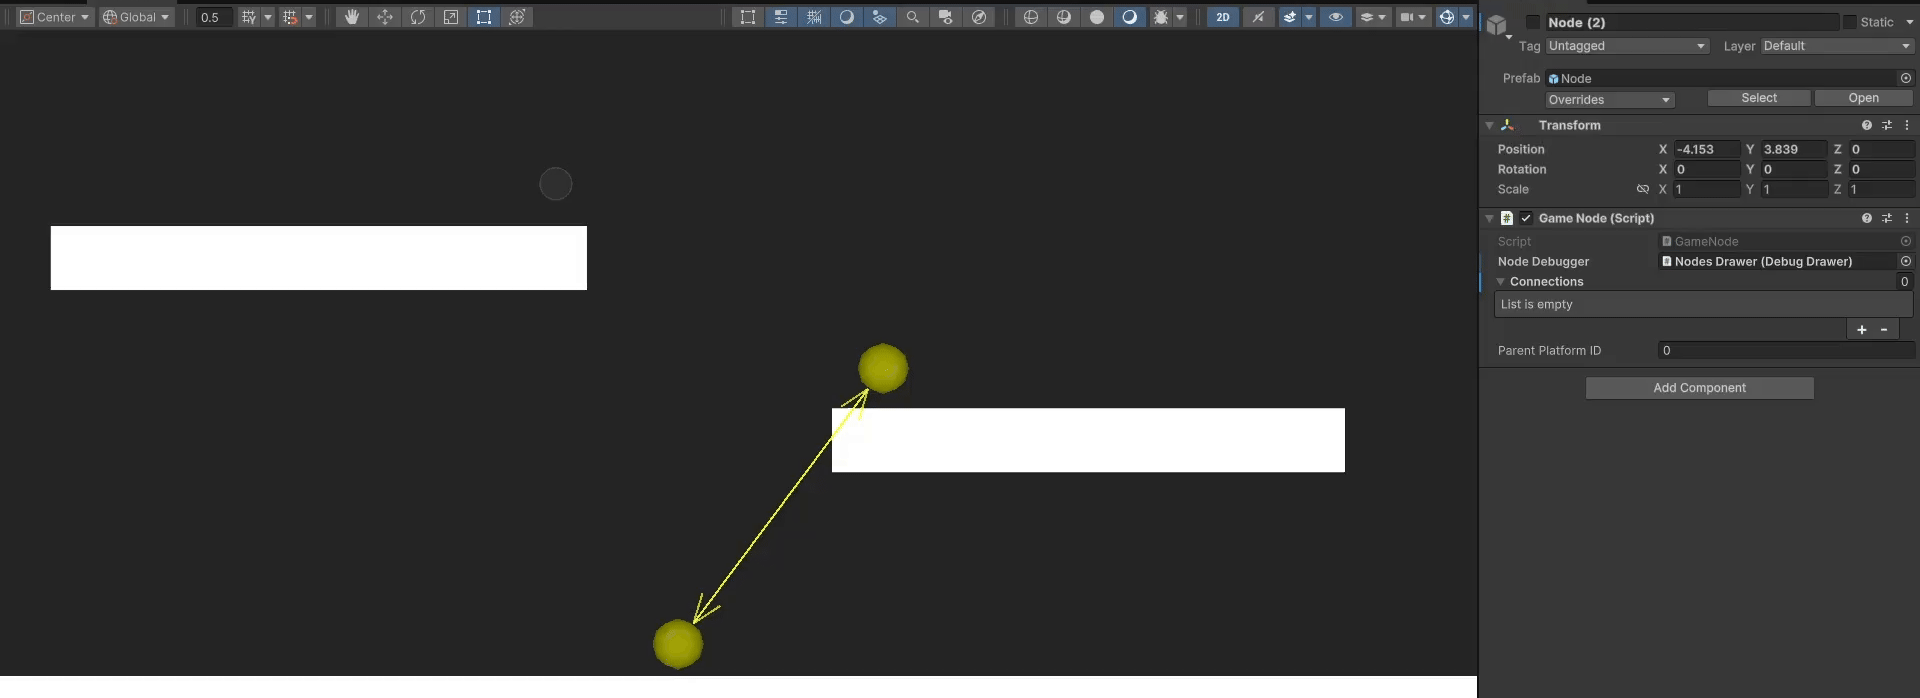 Center Global 0.5 2D
Node (2) Static
Tag Untagged Layer Default
Prefab Node
Overrides Select Open
Transform
Position X -4.153 Y 3.839 Z 0
Rotation X 0 Y 0 Z 0
Scale X 1 Y 1 Z 1
# Game Node (Script)
Script GameNode
Node Debugger Nodes Drawer (Debug Drawer)
Connections 0
List is empty
+ -
Parent Platform ID 0
Add Component